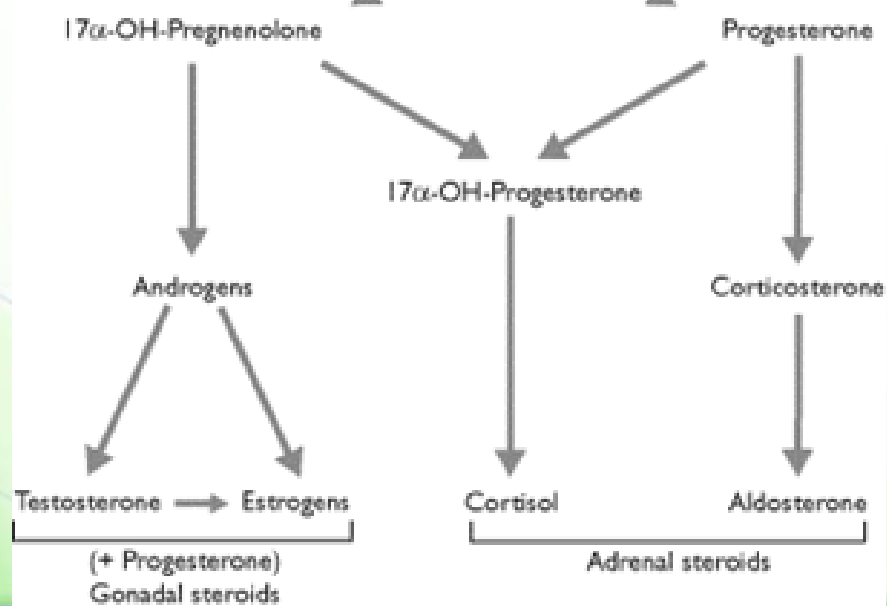 17α-OH-Pregnenolone
Progesterone
17α-OH-Progesterone
Androgens
Corticosterone
Testosterone
Estrogens
Cortisol
Aldosterone
(+ Progesterone)
Gonadal steroids
Adrenal steroids